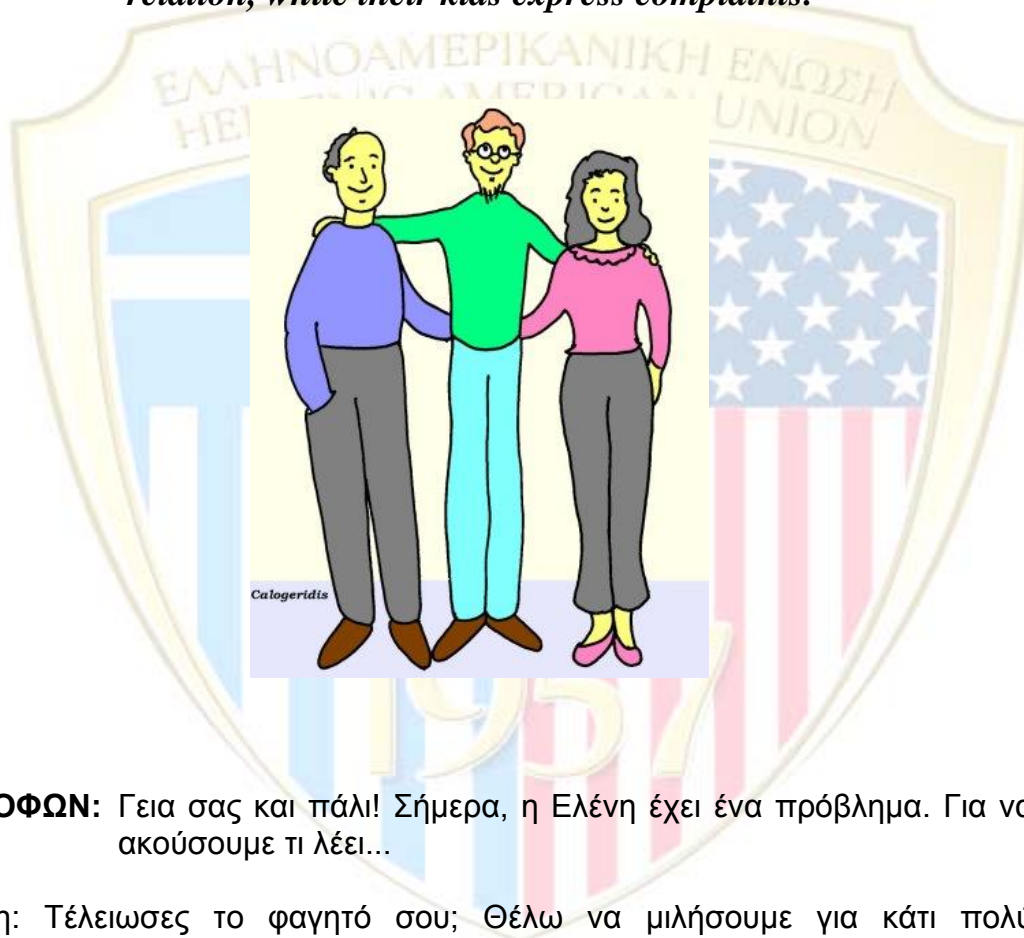 relation, while their kids express complaints.
ΕΛΛΗΝΟΑΜΕΡΙΚΑΝΙΚΗ ΕΝΩΣΗ
HELLENIC AMERICAN UNION
Calogeridis
1957
ΟΦΩΝ: Γεια σας και πάλι! Σήμερα, η Ελένη έχει ένα πρόβλημα. Για να
ακούσουμε τι λέει...
η: Τέλειωσες το φαγητό σου; Θέλω να μιλήσουμε για κάτι πολύ